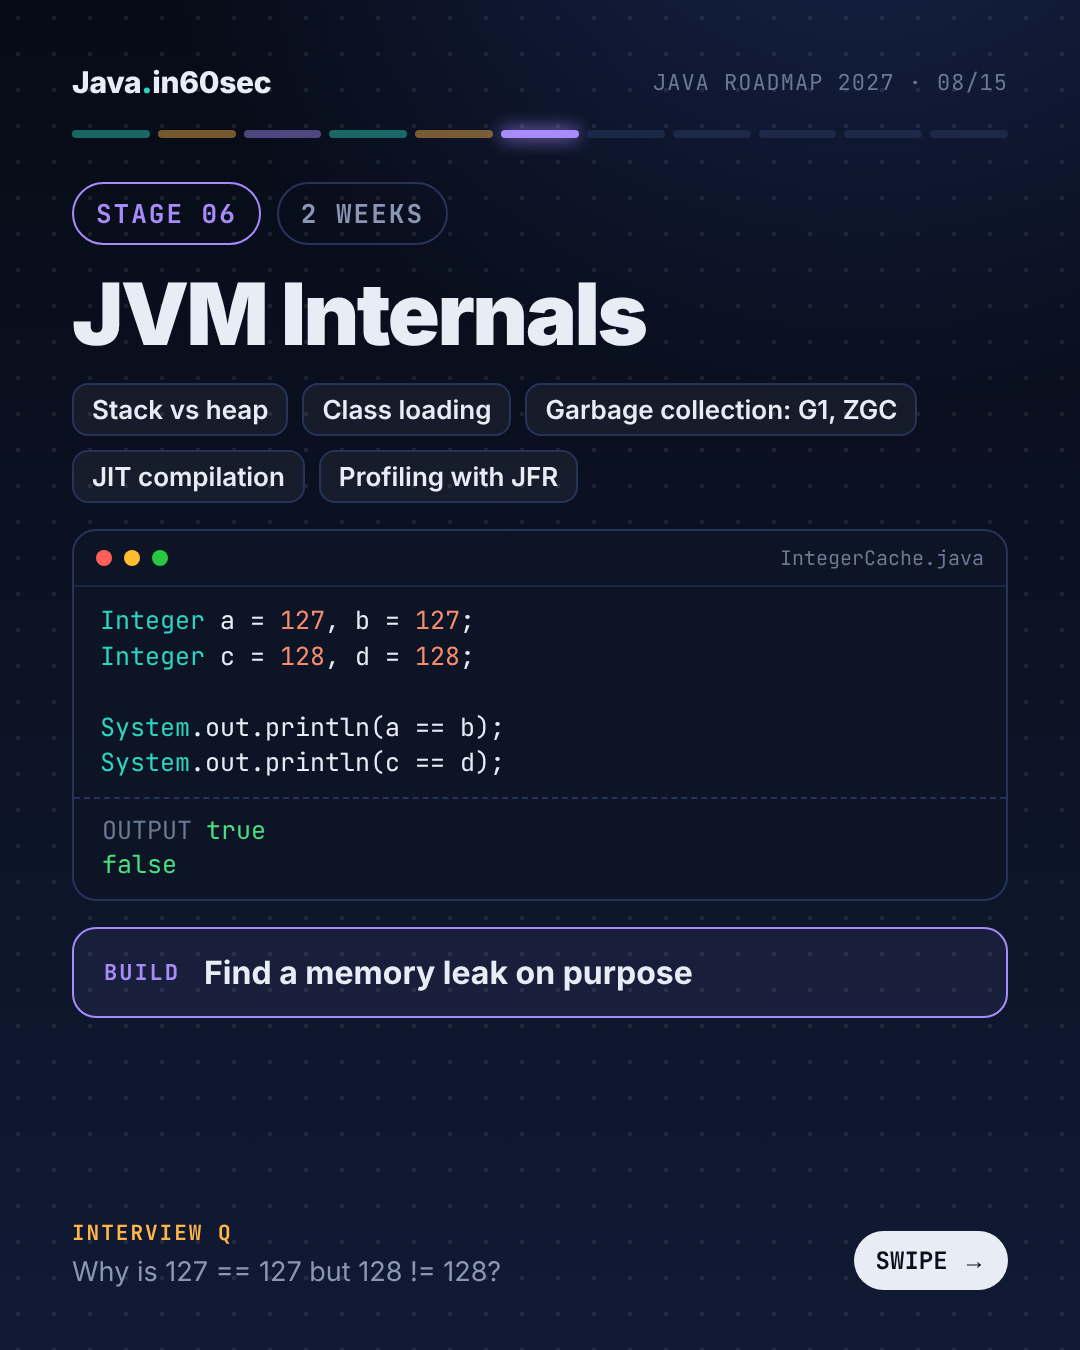 Java.in60sec
JAVA ROADMAP 2027 · 08/15
STAGE 06
2 WEEKS
JVM Internals
Stack vs heap
Class loading
Garbage collection: G1, ZGC
JIT compilation
Profiling with JFR
IntegerCache.java
Integer a = 127, b = 127;
Integer c = 128, d = 128;
System.out.println(a == b);
System.out.println(c == d);
OUTPUT true
false
BUILD Find a memory leak on purpose
INTERVIEW Q
Why is 127 == 127 but 128 != 128?
SWIPE →